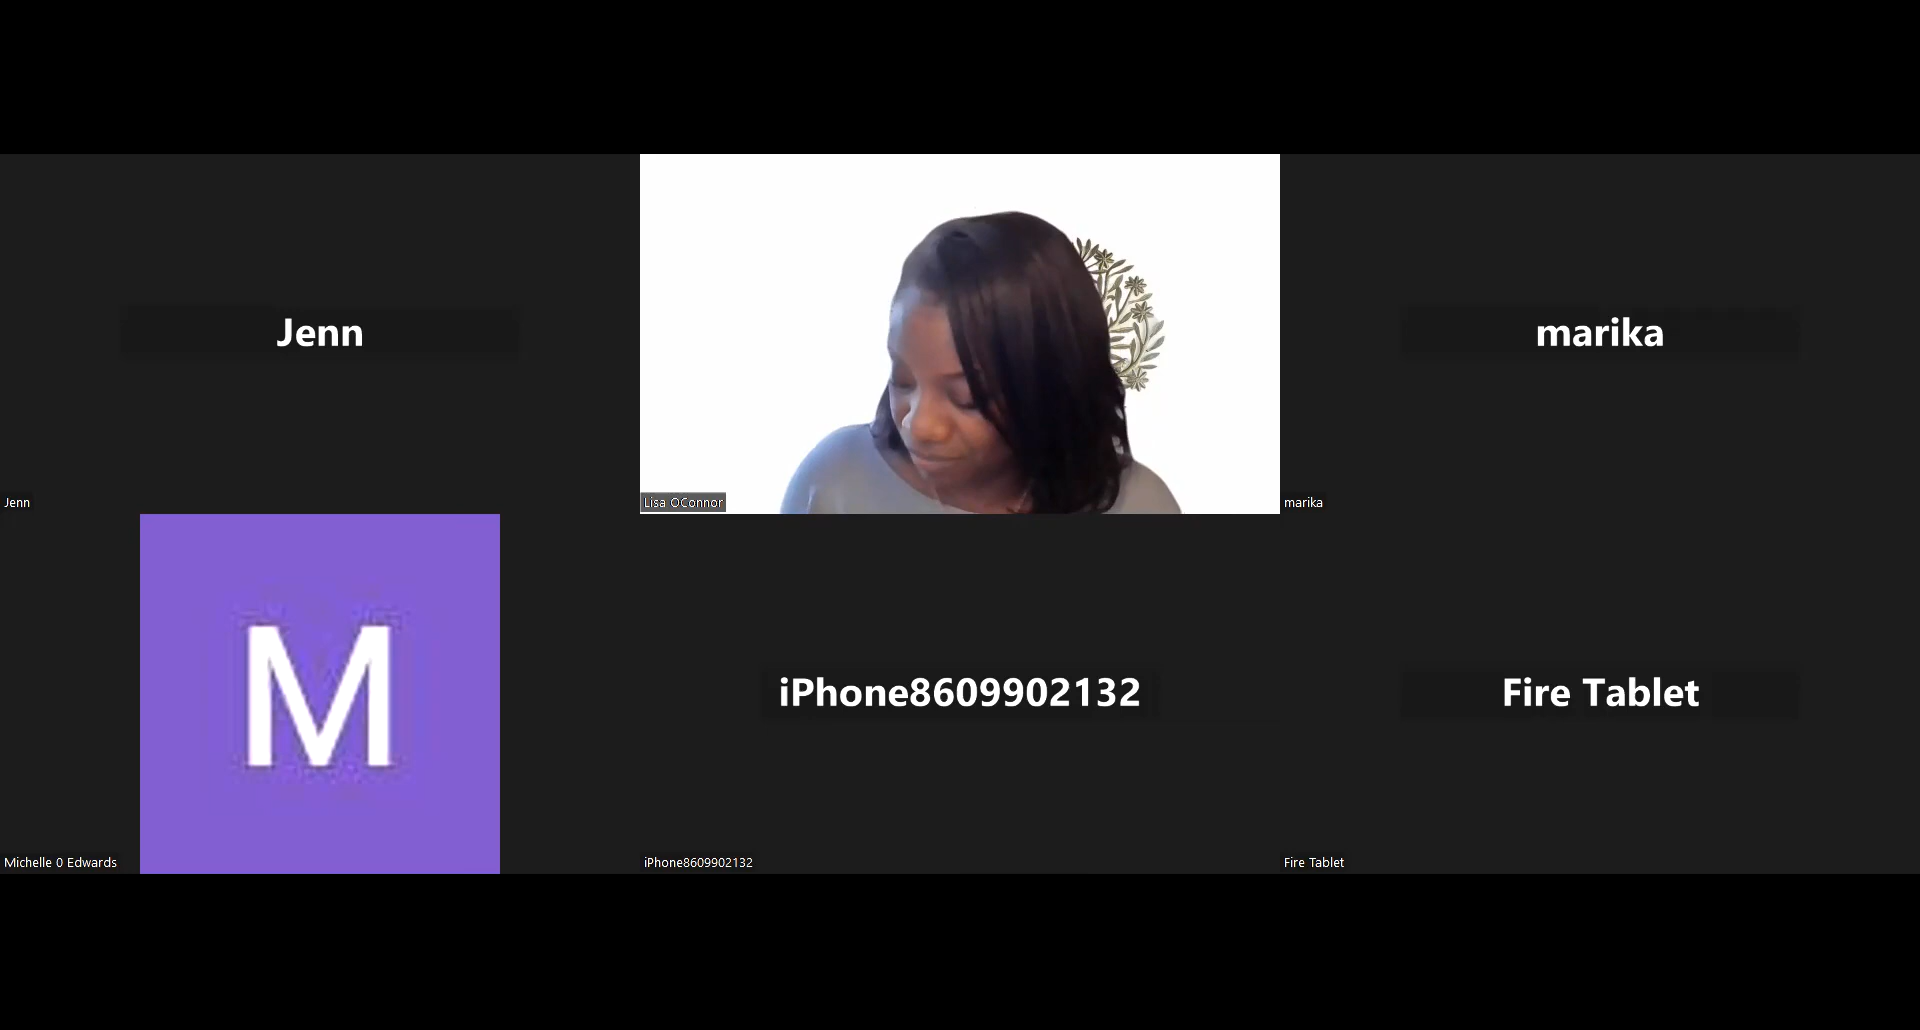 Jenn
marika
Jenn
Lisa OConnor
marika
M
iPhone8609902132
Fire Tablet
Michelle 0 Edwards
iPhone8609902132
Fire Tablet